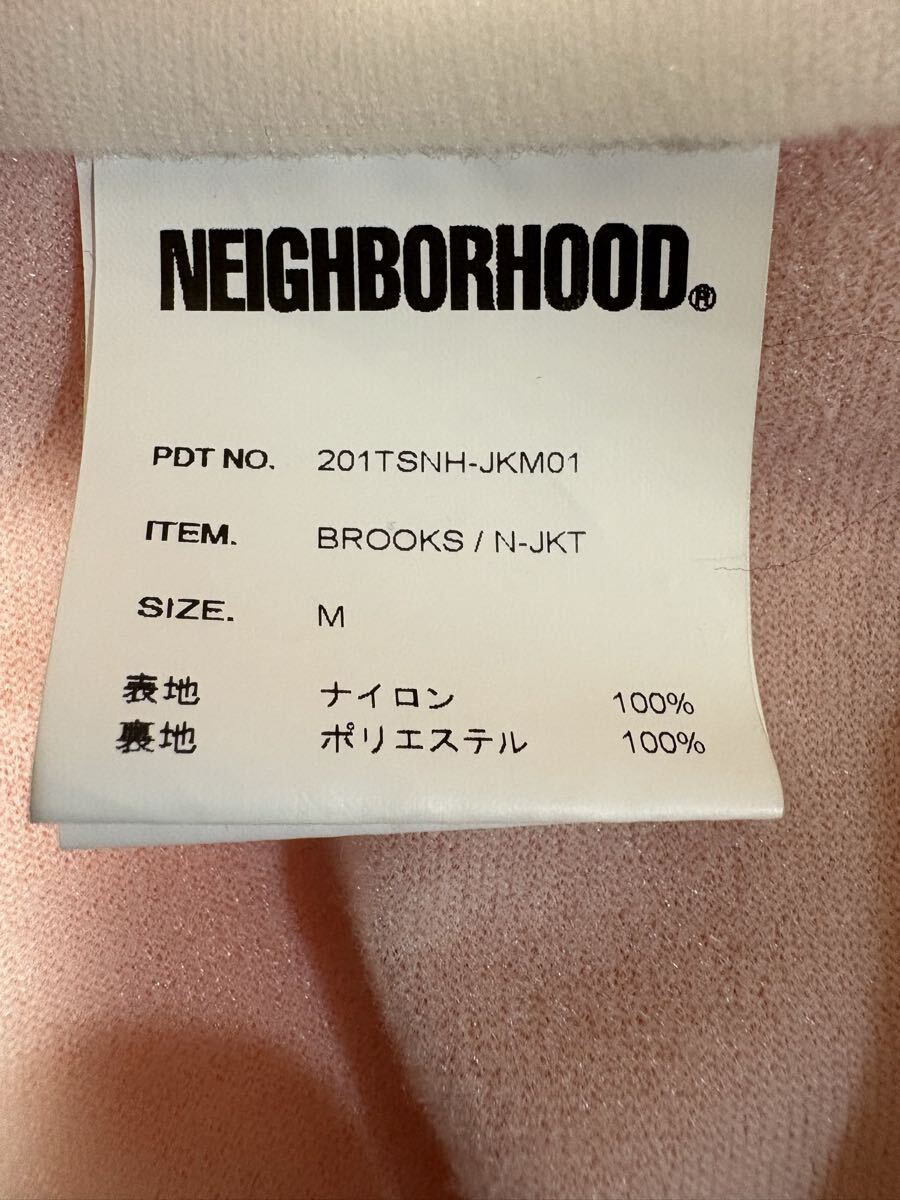 NEIGHBORHOOD®
PDT NO. 201TSNH-JKM01
ITEM. BROOKS / N-JKT
SIZE. M
表地 ナイロン 100%
裏地 ポリエステル 100%